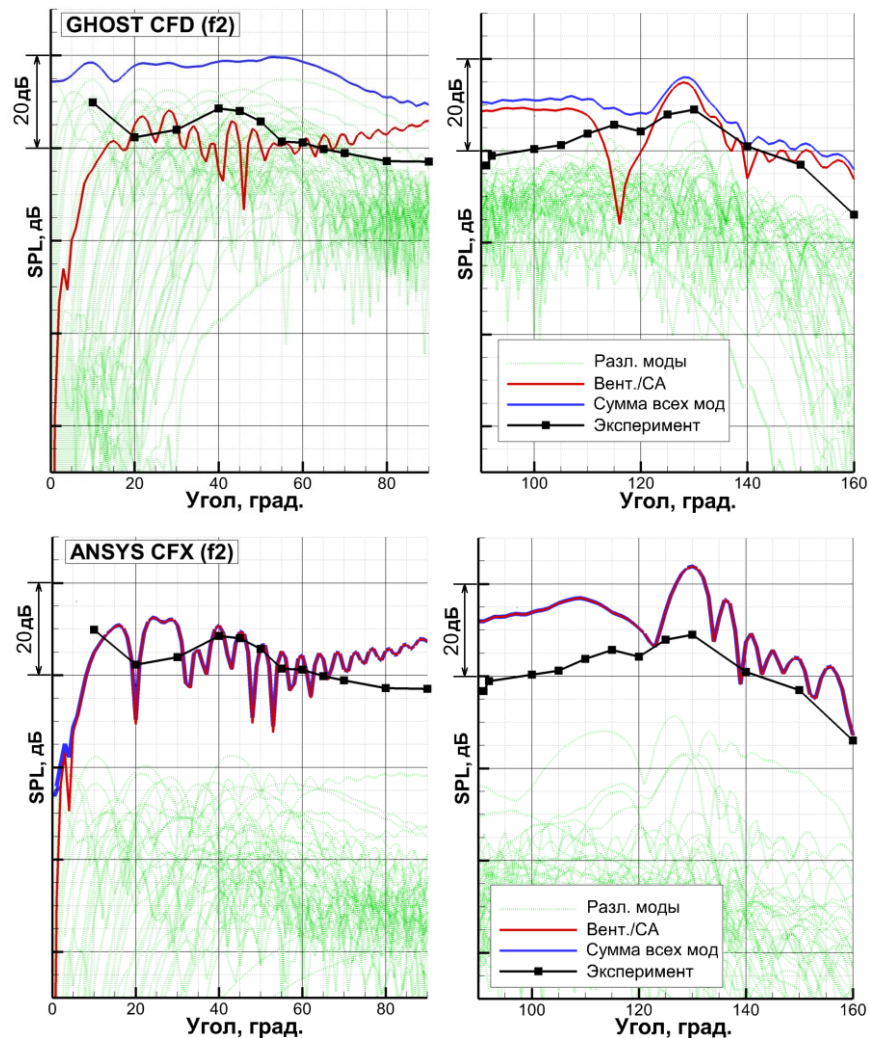 GHOST CFD (f2)
20дБ
SPL, дБ
0 20 40 60 80
Угол, град.
20дБ
SPL, дБ
Разл. моды
Вент./СА
Сумма всех мод
Эксперимент
100 120 140 160
Угол, град.
ANSYS CFX (f2)
20дБ
SPL, дБ
0 20 40 60 80
Угол, град.
20дБ
SPL, дБ
Разл. моды
Вент./СА
Сумма всех мод
Эксперимент
100 120 140 160
Угол, град.